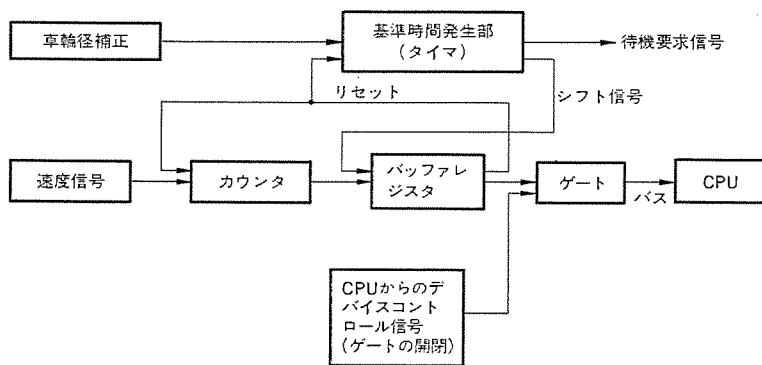 車輪径補正
基準時間発生部
(タイマ)
待機要求信号
リセット
シフト信号
速度信号
カウンタ
バッファレ
ジスタ
ゲート
バス
CPU
CPUからのデ
バイスコント
ロール信号
(ゲートの開閉)